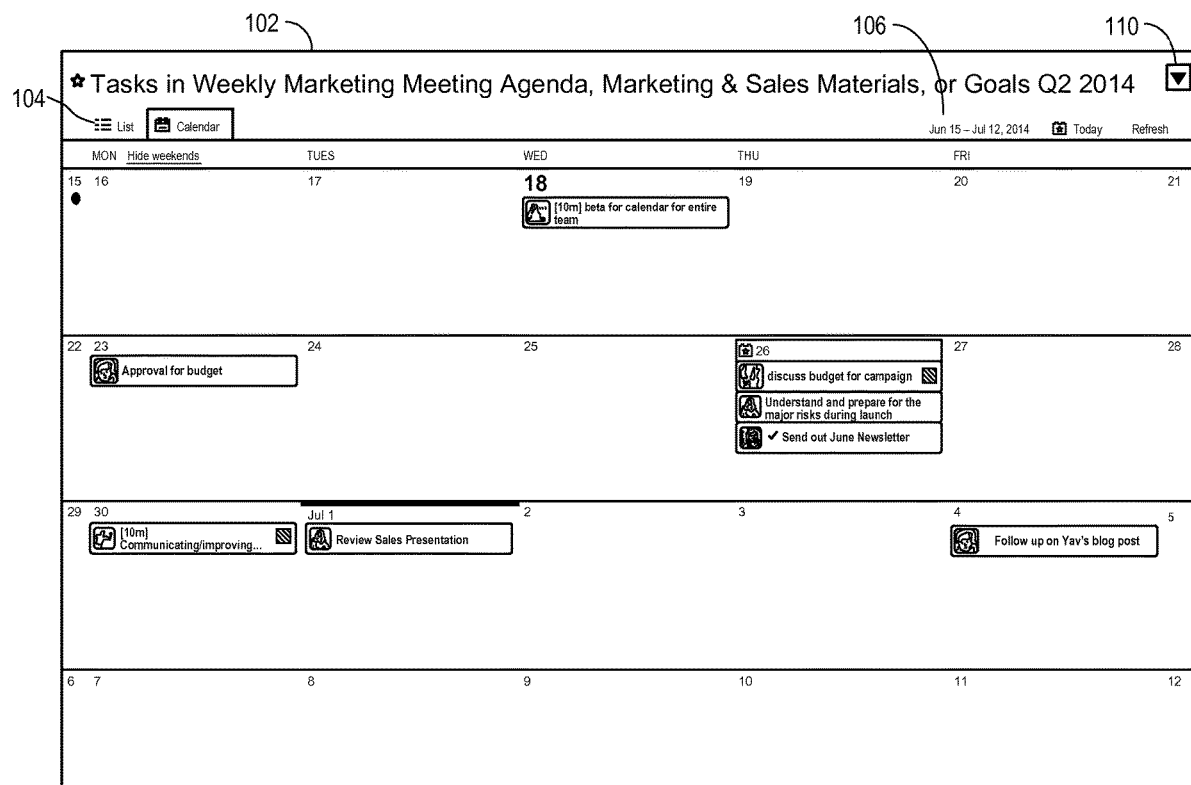 102
106
110
Tasks in Weekly Marketing Meeting Agenda, Marketing & Sales Materials, or Goals Q2 2014
104
List Calendar Jun 15 – Jul 12, 2014 Today Refresh
MON Hide weekends TUES WED THU FRI
15 16 17 18 19 20 21
[10m] beta for calendar for entire
team
22 23 24 25 26 27 28
Approval for budget
discuss budget for campaign
Understand and prepare for the
major risks during launch
✓ Send out June Newsletter
29 30 Jul 1 2 3 4 5
[10m]
Communicating/improving...
Review Sales Presentation
Follow up on Yav's blog post
6 7 8 9 10 11 12